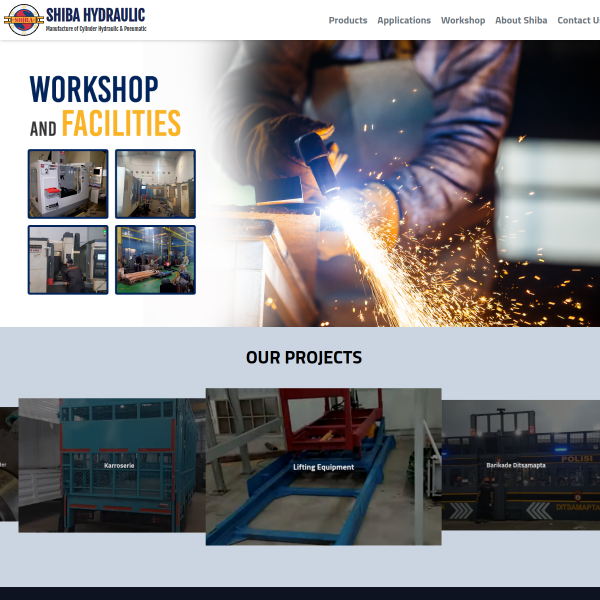 SHIBA
SHIBA HYDRAULIC
Manufacture of Cylinder Hydraulic & Pneumatic
Products Applications Workshop About Shiba Contact U
WORKSHOP
AND FACILITIES
OUR PROJECTS
Karroserie
Lifting Equipment
Barikade Ditsamapta
POLISI
DITSAMAPTA